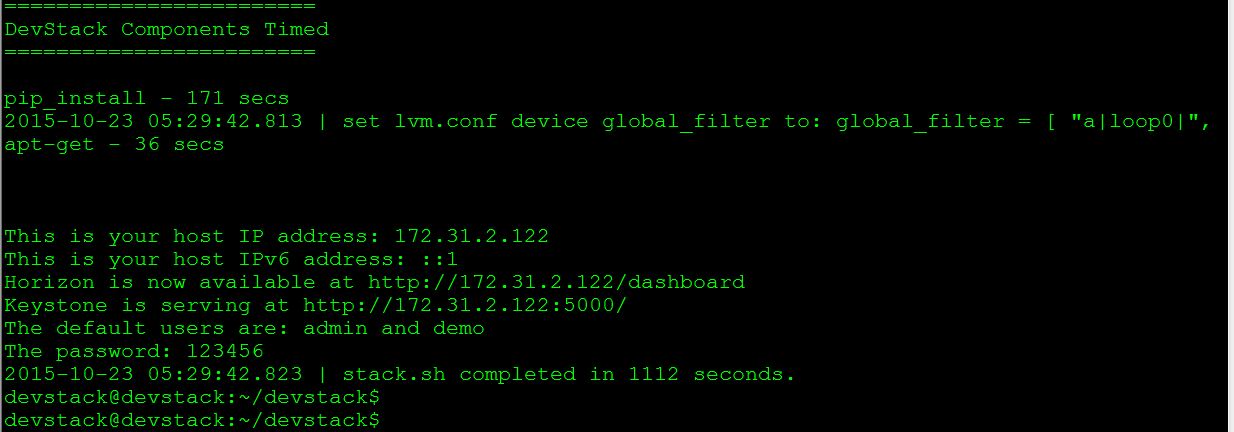 ========================
DevStack Components Timed
========================
pip_install - 171 secs
2015-10-23 05:29:42.813 | set lvm.conf device global_filter to: global_filter = [ "a|loop0|",
apt-get - 36 secs
This is your host IP address: 172.31.2.122
This is your host IPv6 address: ::1
Horizon is now available at http://172.31.2.122/dashboard
Keystone is serving at http://172.31.2.122:5000/
The default users are: admin and demo
The password: 123456
2015-10-23 05:29:42.823 | stack.sh completed in 1112 seconds.
devstack@devstack:~/devstack$
devstack@devstack:~/devstack$